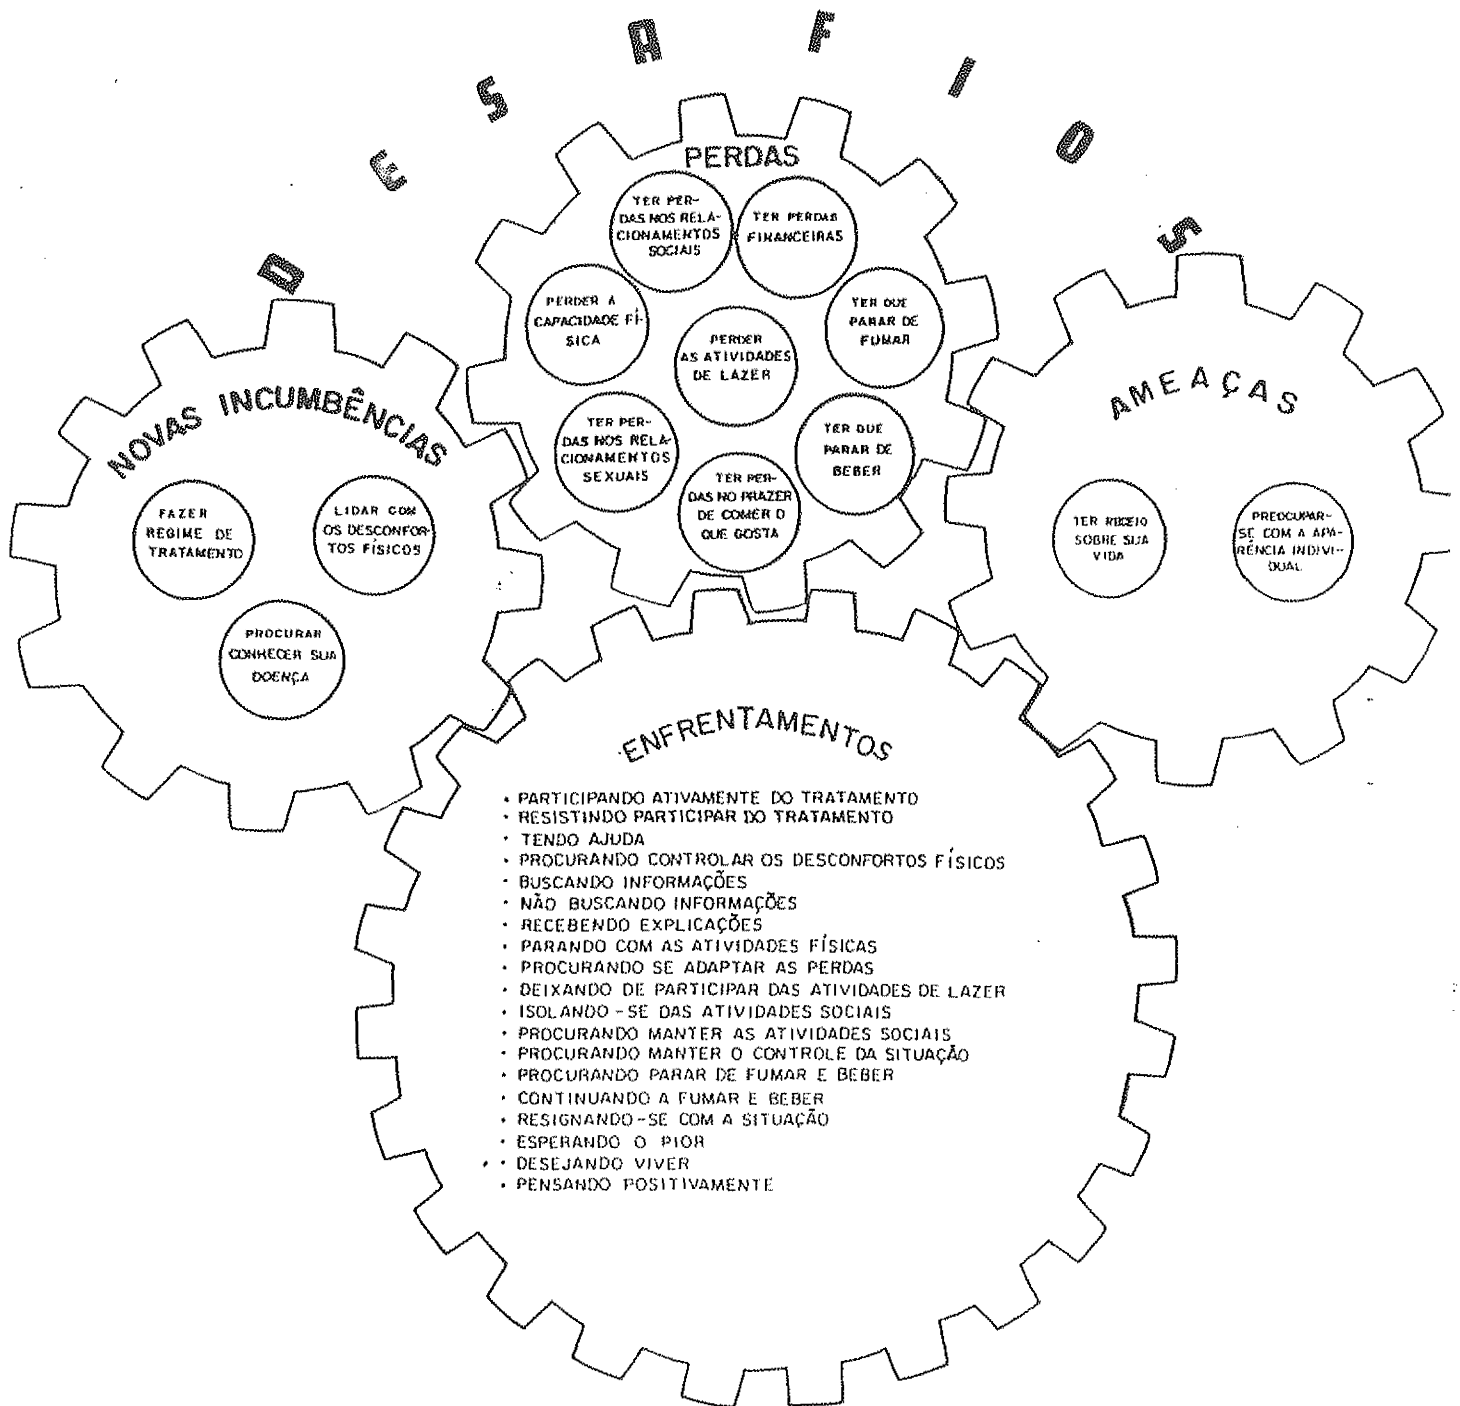 DESAFIOS
PERDAS
TER PER-
DAS NOS RELA-
CIONAMENTOS
SOCIAIS
TER PERDAS
FINANCEIRAS
PERDER A
CAPACIDADE FÍ-
SICA
PERDER
AS ATIVIDADES
DE LAZER
TER QUE
PARAR DE
FUMAR
TER PER-
DAS NOS RELA-
CIONAMENTOS
SEXUAIS
TER QUE
PARAR DE
BEBER
TER PER-
DAS NO PRAZER
DE COMER O
QUE GOSTA
NOVAS INCUMBÊNCIAS
FAZER
REGIME DE
TRATAMENTO
LIDAR COM
OS DESCONFOR-
TOS FÍSICOS
PROCURAR
CONHECER SUA
DOENÇA
AMEAÇAS
TER RECEIO
SOBRE SUA
VIDA
PREOCUPAR-
SE COM A APA-
RÊNCIA INDIVI-
DUAL
ENFRENTAMENTOS
• PARTICIPANDO ATIVAMENTE DO TRATAMENTO
• RESISTINDO PARTICIPAR DO TRATAMENTO
• TENDO AJUDA
• PROCURANDO CONTROLAR OS DESCONFORTOS FÍSICOS
• BUSCANDO INFORMAÇÕES
• NÃO BUSCANDO INFORMAÇÕES
• RECEBENDO EXPLICAÇÕES
• PARANDO COM AS ATIVIDADES FÍSICAS
• PROCURANDO SE ADAPTAR AS PERDAS
• DEIXANDO DE PARTICIPAR DAS ATIVIDADES DE LAZER
• ISOLANDO-SE DAS ATIVIDADES SOCIAIS
• PROCURANDO MANTER AS ATIVIDADES SOCIAIS
• PROCURANDO MANTER O CONTROLE DA SITUAÇÃO
• PROCURANDO PARAR DE FUMAR E BEBER
• CONTINUANDO A FUMAR E BEBER
• RESIGNANDO-SE COM A SITUAÇÃO
• ESPERANDO O PIOR
• DESEJANDO VIVER
• PENSANDO POSITIVAMENTE